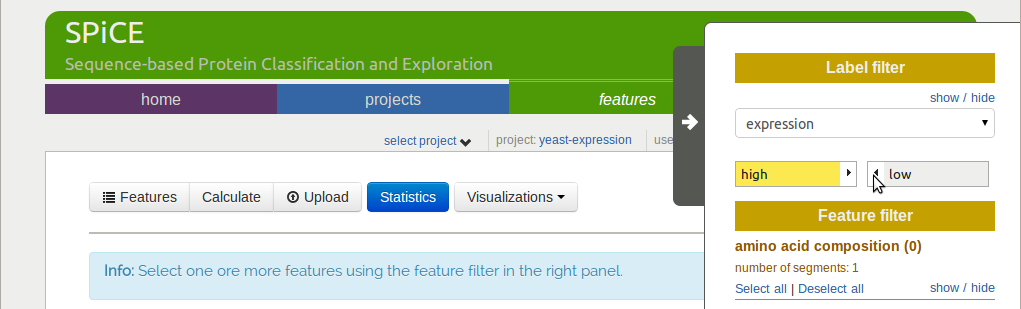 SPiCE
Sequence-based Protein Classification and Exploration
home projects features
select project project: yeast-expression use
Features Calculate Upload Statistics Visualizations
Info: Select one ore more features using the feature filter in the right panel.
Label filter
show / hide
expression
high low
Feature filter
amino acid composition (0)
number of segments: 1
Select all | Deselect all show / hide